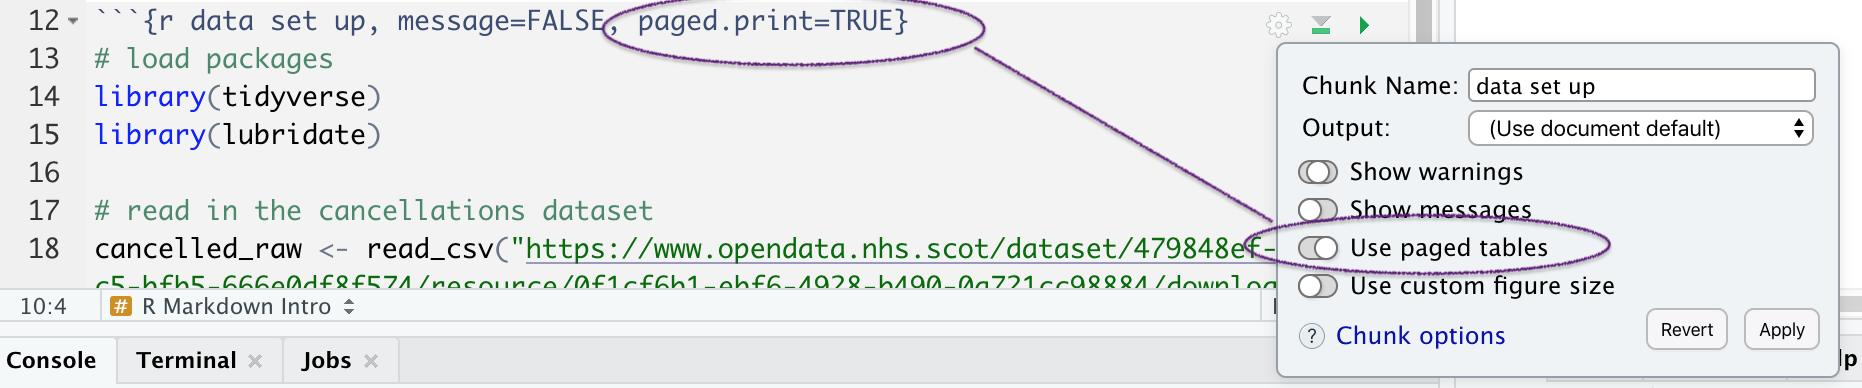 12 ```{r data set up, message=FALSE, paged.print=TRUE}
13 # load packages
14 library(tidyverse)
15 library(lubridate)
16
17 # read in the cancellations dataset
18 cancelled_raw <- read_csv("https://www.opendata.nhs.scot/dataset/479848ef-
c5-bfb5-666e0df8f574/resource/0f1cf6b1-ebf6-4928-b490-0a721cc98884/downloa
10:4 # R Markdown Intro
Console Terminal Jobs
Chunk Name: data set up
Output: (Use document default)
Show warnings
Show messages
Use paged tables
Use custom figure size
? Chunk options Revert Apply
lp